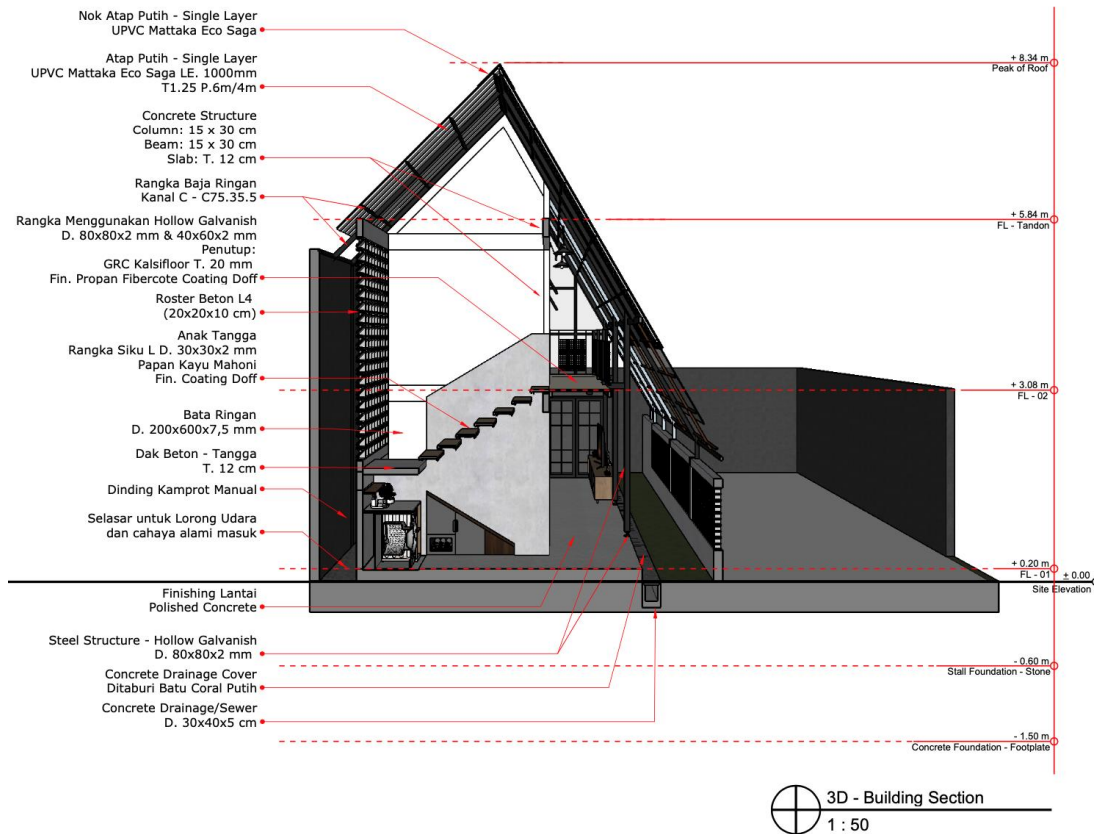 Nok Atap Putih - Single Layer
UPVC Mattaka Eco Saga
Atap Putih - Single Layer
UPVC Mattaka Eco Saga LE. 1000mm
T1.25 P.6m/4m
Concrete Structure
Column: 15 x 30 cm
Beam: 15 x 30 cm
Slab: T. 12 cm
Rangka Baja Ringan
Kanal C - C75.35.5
Rangka Menggunakan Hollow Galvanish
D. 80x80x2 mm & 40x60x2 mm
Penutup:
GRC Kalsifloor T. 20 mm
Fin. Propan Fibercote Coating Doff
Roster Beton L4
(20x20x10 cm)
Anak Tangga
Rangka Siku L D. 30x30x2 mm
Papan Kayu Mahoni
Fin. Coating Doff
Bata Ringan
D. 200x600x7,5 mm
Dak Beton - Tangga
T. 12 cm
Dinding Kamprot Manual
Selasar untuk Lorong Udara
dan cahaya alami masuk
Finishing Lantai
Polished Concrete
Steel Structure - Hollow Galvanish
D. 80x80x2 mm
Concrete Drainage Cover
Ditaburi Batu Coral Putih
Concrete Drainage/Sewer
D. 30x40x5 cm
+ 8.34 m
Peak of Roof
+ 5.84 m
FL - Tandon
+ 3.08 m
FL - 02
+ 0.20 m
FL - 01
± 0.00
Site Elevation
- 0.60 m
Stall Foundation - Stone
- 1.50 m
Concrete Foundation - Footplate
3D - Building Section
1 : 50